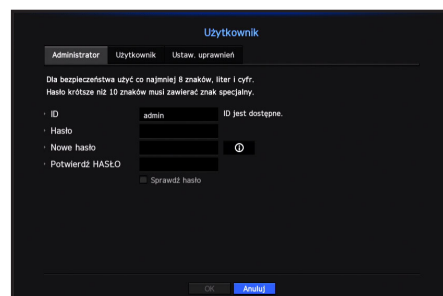 Użytkownik
Administrator Użytkownik Ustaw. uprawnień
Dla bezpieczeństwa użyć co najmniej 8 znaków, liter i cyfr.
Hasło krótsze niż 10 znaków musi zawierać znak specjalny.
ID admin ID jest dostępne.
Hasło
Nowe hasło
Potwierdź HASŁO
Sprawdź hasło
OK Anuluj